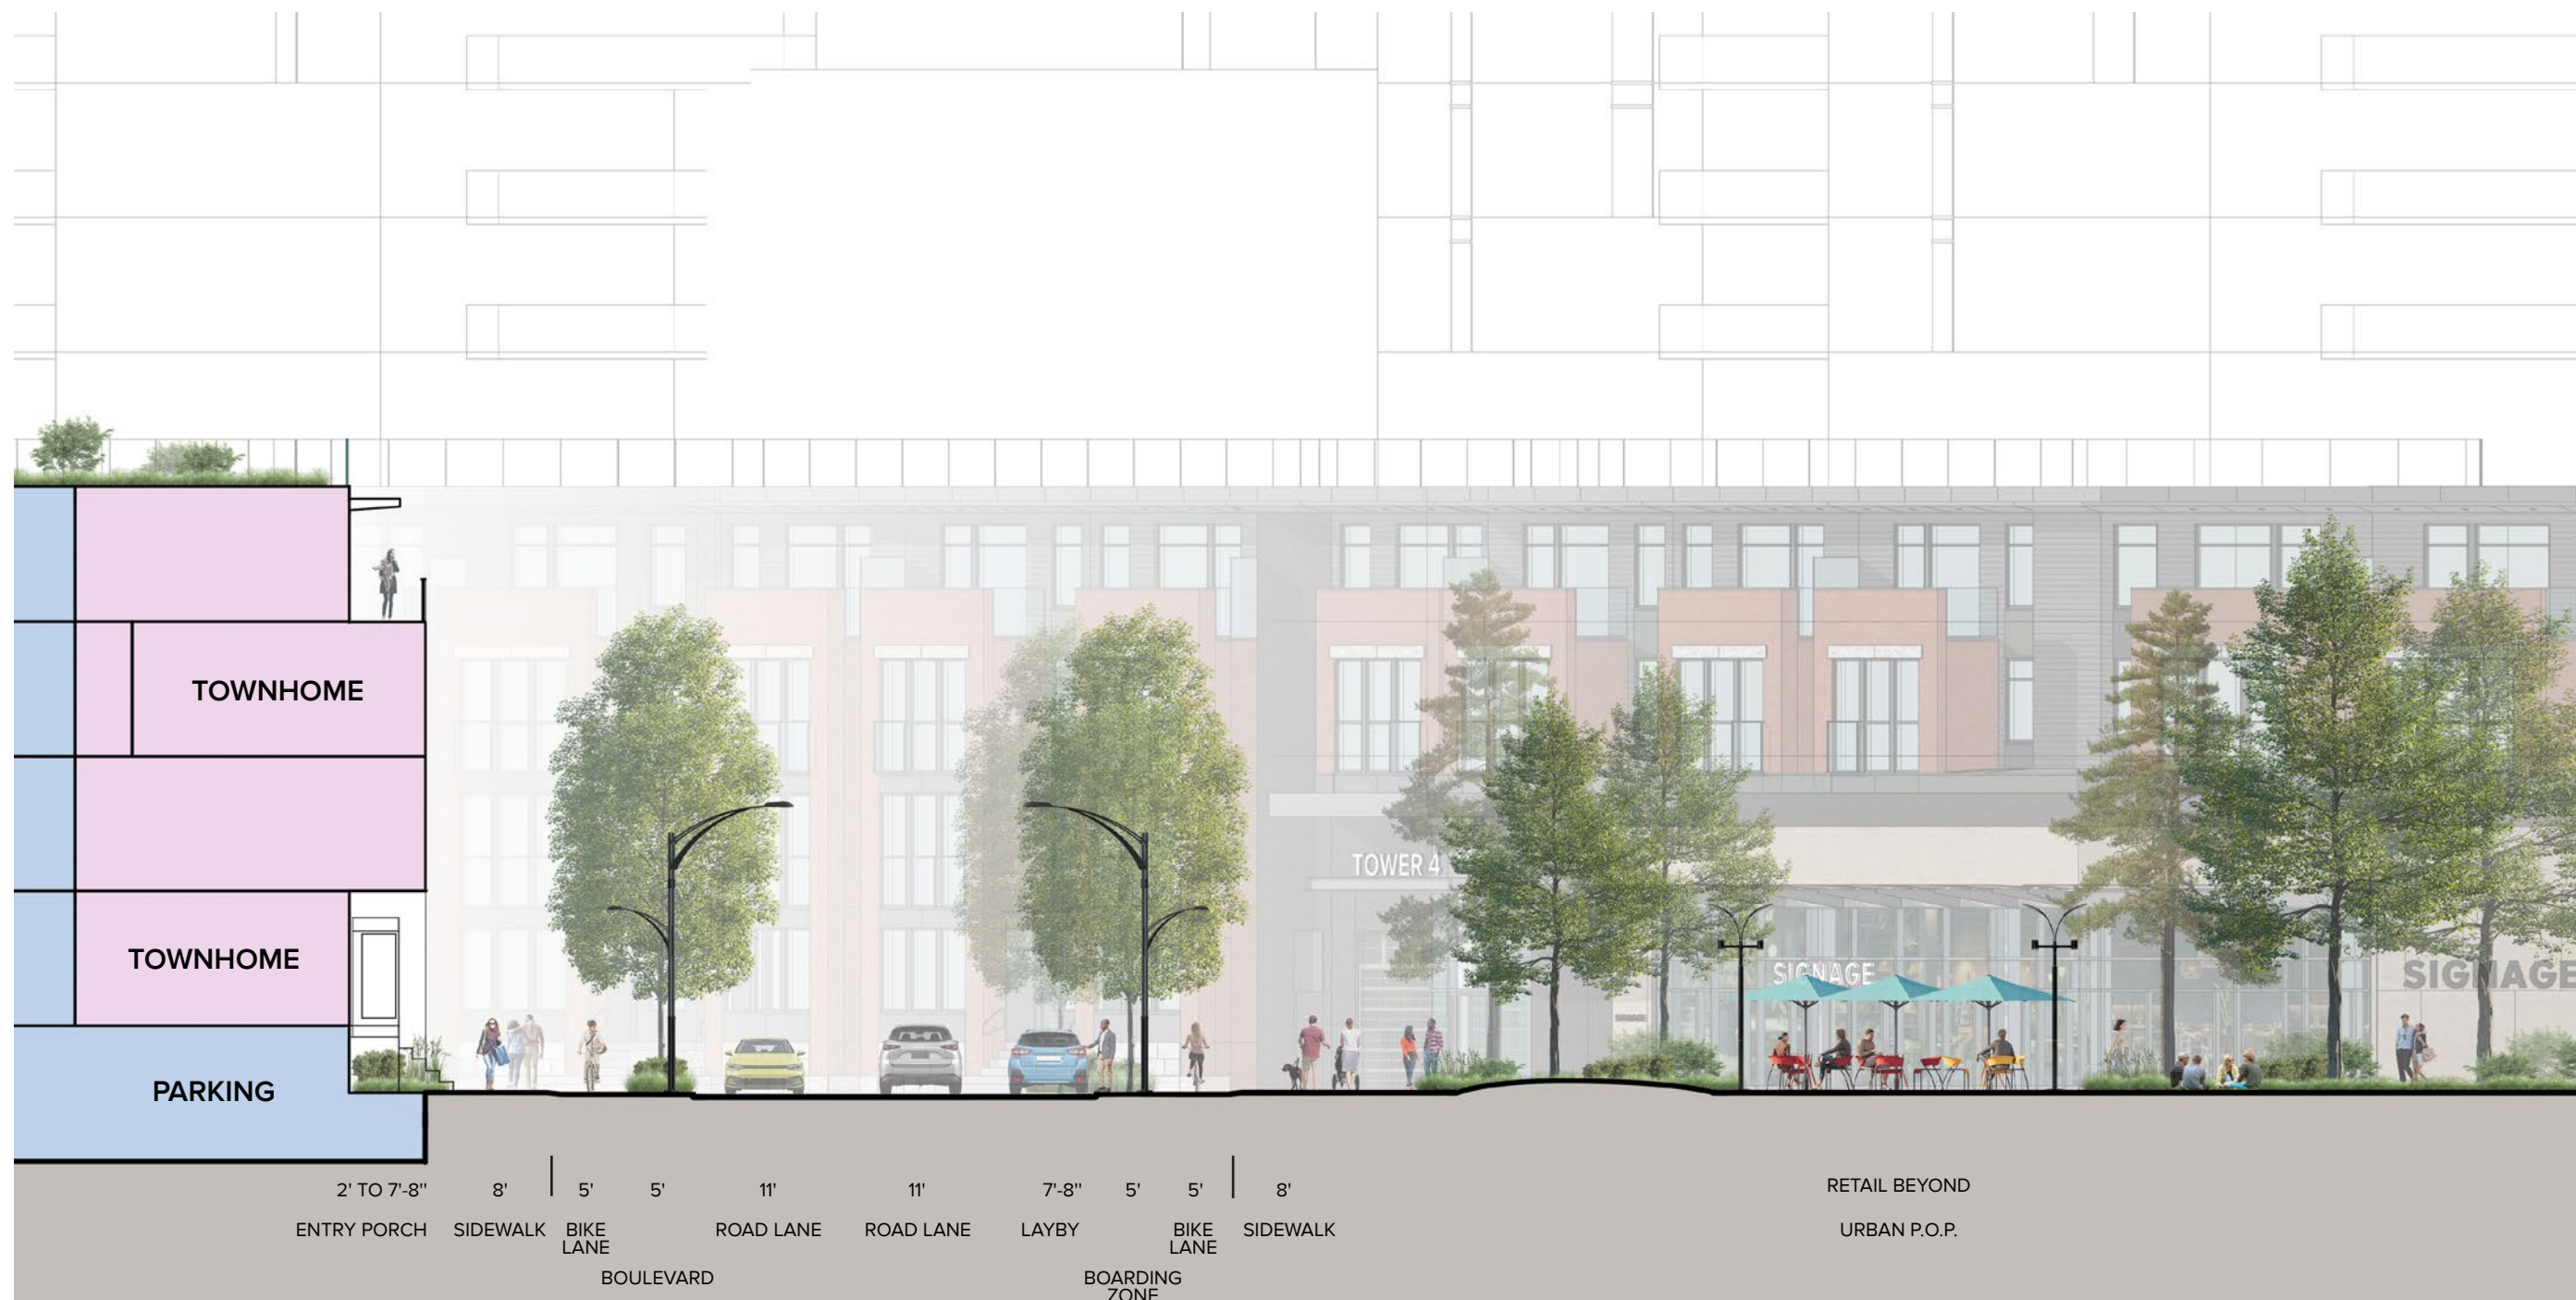 TOWNHOME
TOWER 4
TOWNHOME
SIGNAGE
SIGNAGE
PARKING
2' TO 7'-8" 8' 5' 5' 11' 11' 7'-8" 5' 5' 8' RETAIL BEYOND
ENTRY PORCH SIDEWALK BIKE ROAD LANE ROAD LANE LAYBY BIKE SIDEWALK URBAN P.O.P.
LANE LANE
BOULEVARD BOARDING
ZONE